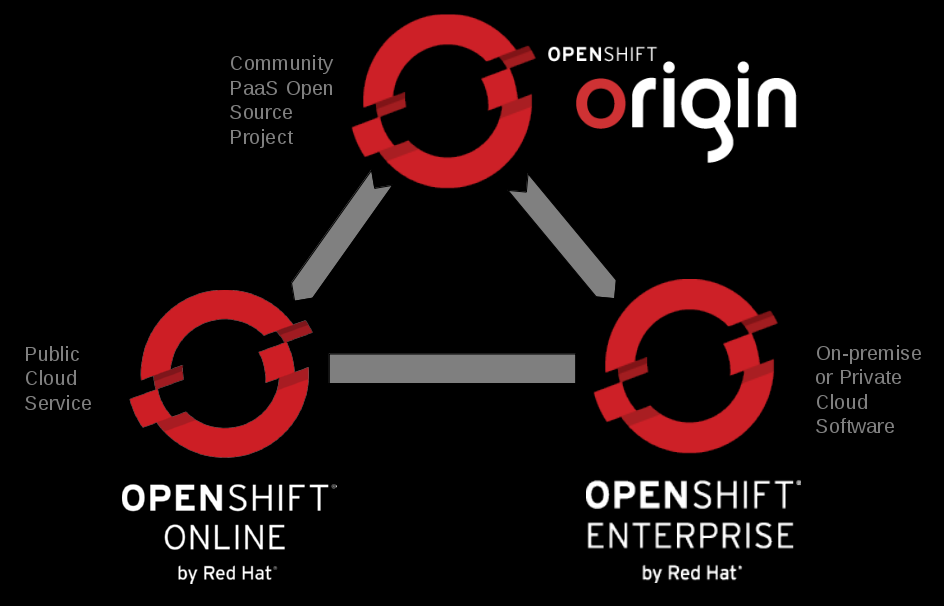 Community
PaaS Open
Source
Project
OPENSHIFT
origin
Public
Cloud
Service
OPENSHIFT®
ONLINE
by Red Hat®
On-premise
or Private
Cloud
Software
OPENSHIFT®
ENTERPRISE
by Red Hat®